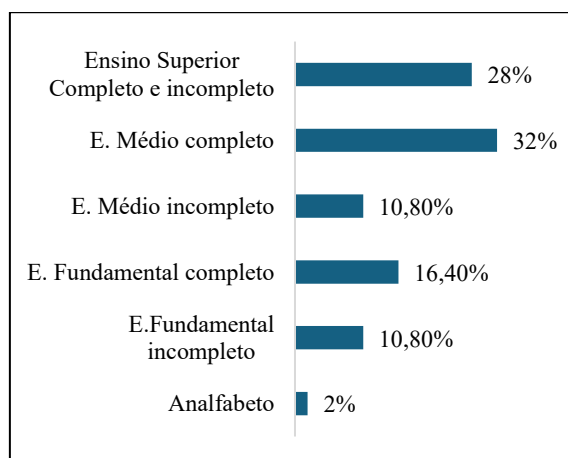 Ensino Superior
Completo e incompleto
28%
E. Médio completo
32%
E. Médio incompleto
10,80%
E. Fundamental completo
16,40%
E.Fundamental
incompleto
10,80%
Analfabeto
2%